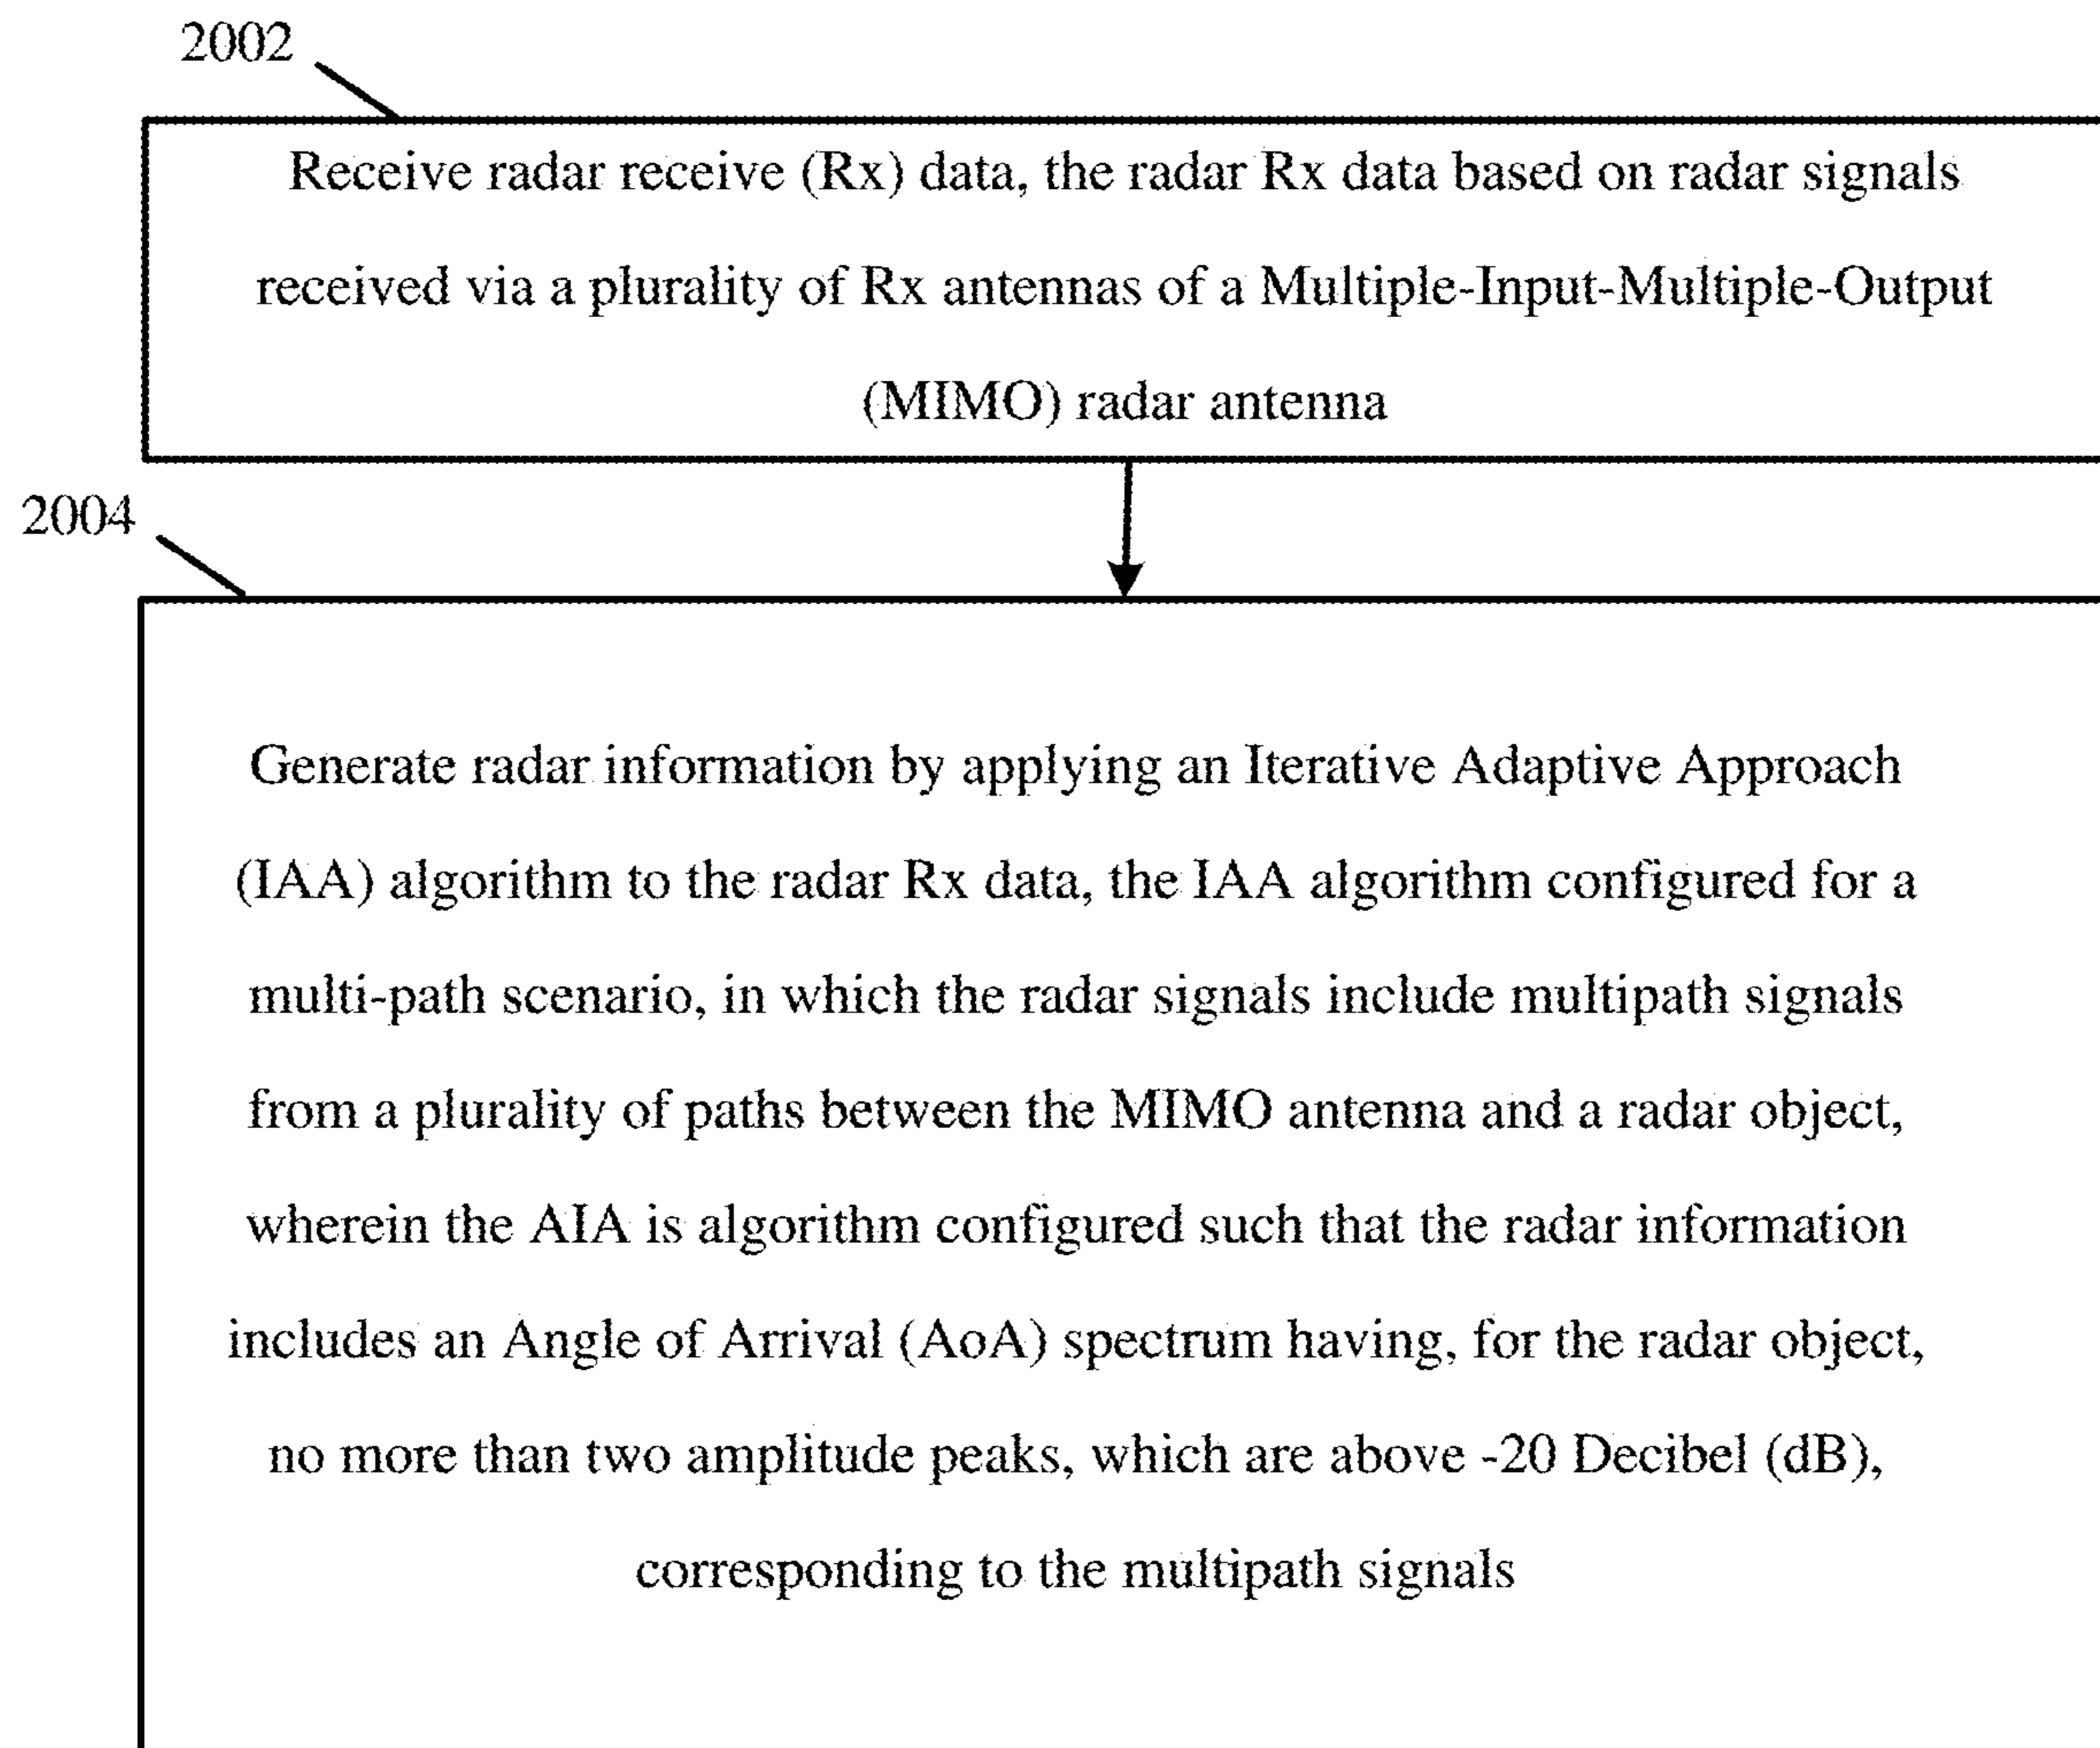 2002
Receive radar receive (Rx) data, the radar Rx data based on radar signals
received via a plurality of Rx antennas of a Multiple-Input-Multiple-Output
(MIMO) radar antenna
2004
Generate radar information by applying an Iterative Adaptive Approach
(IAA) algorithm to the radar Rx data, the IAA algorithm configured for a
multi-path scenario, in which the radar signals include multipath signals
from a plurality of paths between the MIMO antenna and a radar object,
wherein the AIA is algorithm configured such that the radar information
includes an Angle of Arrival (AoA) spectrum having, for the radar object,
no more than two amplitude peaks, which are above -20 Decibel (dB),
corresponding to the multipath signals